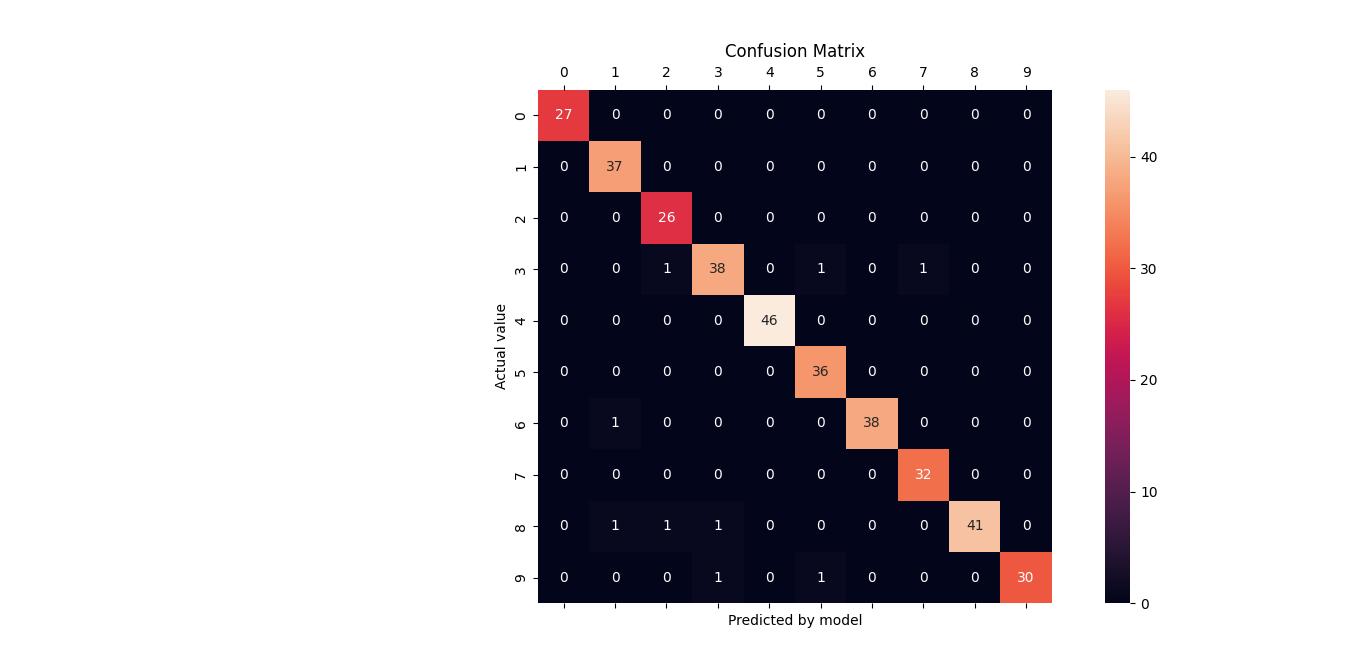 Confusion Matrix
0 1 2 3 4 5 6 7 8 9
0 27 0 0 0 0 0 0 0 0 0
1 0 37 0 0 0 0 0 0 0 0
2 0 0 26 0 0 0 0 0 0 0
3 0 0 1 38 0 1 0 1 0 0
4 0 0 0 0 46 0 0 0 0 0
5 0 0 0 0 0 36 0 0 0 0
6 0 1 0 0 0 0 38 0 0 0
7 0 0 0 0 0 0 0 32 0 0
8 0 1 1 1 0 0 0 0 41 0
9 0 0 0 1 0 1 0 0 0 30
Actual value
Predicted by model
40
30
20
10
0